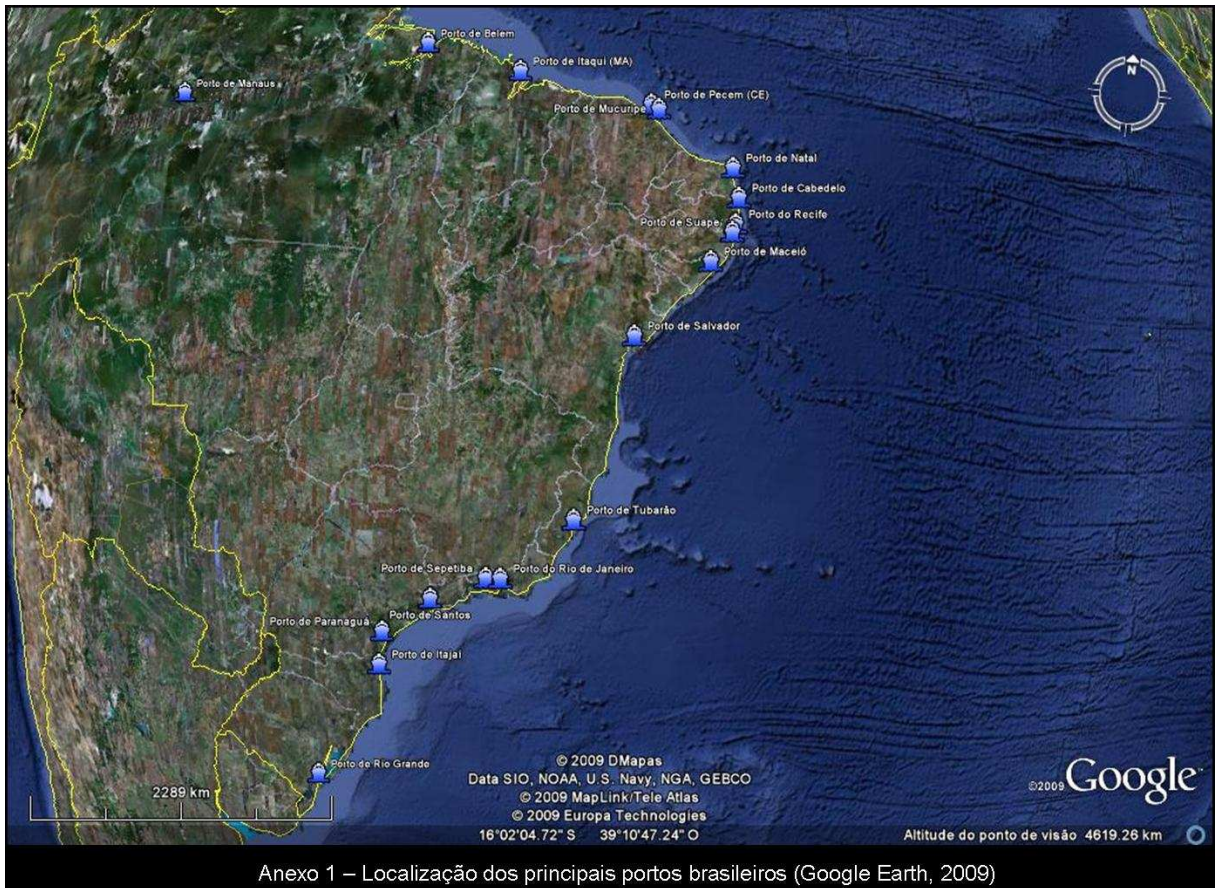 Porto de Belem
Porto de Itaqui (MA)
Porto de Manaus
Porto de Pecem (CE)
Porto de Mucuripe
N
Porto de Natal
Porto de Cabedelo
Porto do Recife
Porto de Suape
Porto de Maceió
Porto de Salvador
Porto de Tubarão
Porto de Sepetiba
Porto do Rio de Janeiro
Porto de Santos
Porto de Paranaguá
Porto de Itajaí
Porto de Rio Grande
2289 km
© 2009 DMapas
Data SIO, NOAA, U.S. Navy, NGA, GEBCO
© 2009 MapLink/Tele Atlas
© 2009 Europa Technologies
16°02'04.72" S 39°10'47.24" O
©2009 Google
Altitude do ponto de visão 4619.26 km
Anexo 1 – Localização dos principais portos brasileiros (Google Earth, 2009)